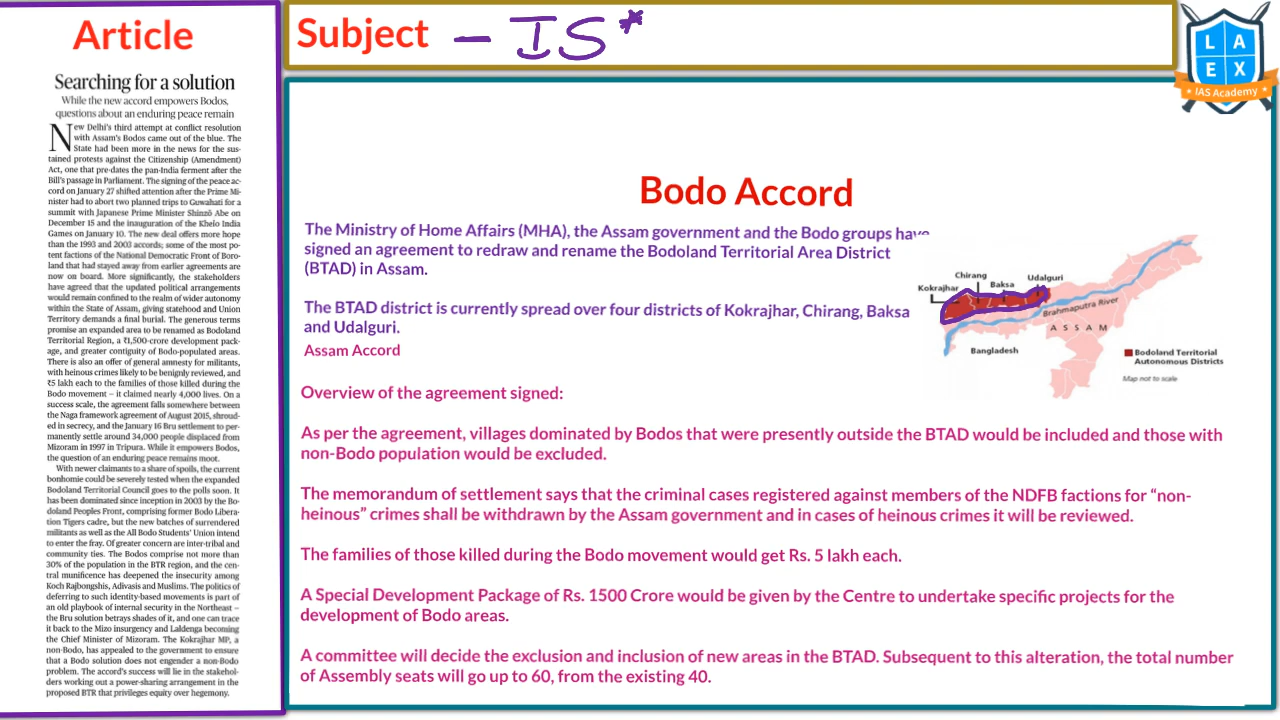 Article
Searching for a solution
While the new accord empowers Bodos,
questions about an enduring peace remain
New Delhi's third attempt at conflict resolution
with Assam's Bodos came out of the blue. The
State had been more in the news for the sus-
tained protests against the Citizenship (Amendment)
Act, one that pre-dates the pan-India ferment after the
Bill's passage in Parliament. The signing of the peace ac-
cord on January 27 shifted attention after the Prime Mi-
nister had to abort two planned trips to Guwahati for a
summit with Japanese Prime Minister Shinzō Abe on
December 15 and the inauguration of the Khelo India
Games on January 10. The new deal offers more hope
than the 1993 and 2003 accords; some of the most po-
tent factions of the National Democratic Front of Boro-
land that had stayed away from earlier agreements are
now on board. More significantly, the stakeholders
have agreed that the updated political arrangements
would remain confined to the realm of wider autonomy
within the State of Assam, giving statehood and Union
Territory demands a final burial. The generous terms
promise an expanded area to be renamed as Bodoland
Territorial Region, a ₹1,500-crore development pack-
age, and greater contiguity of Bodo-populated areas.
There is also an offer of general amnesty for militants,
with heinous crimes likely to be benignly reviewed, and
₹5 lakh each to the families of those killed during the
Bodo movement — it claimed nearly 4,000 lives. On a
success scale, the agreement falls somewhere between
the Naga framework agreement of August 2015, shroud-
ed in secrecy, and the January 16 Bru settlement to per-
manently settle around 34,000 people displaced from
Mizoram in 1997 in Tripura. While it empowers Bodos,
the question of an enduring peace remains moot.
With newer claimants to a share of spoils, the current
bonhomie could be severely tested when the expanded
Bodoland Territorial Council goes to the polls soon. It
has been dominated since inception in 2003 by the Bo-
doland Peoples Front, comprising former Bodo Libera-
tion Tigers cadre, but the new batches of surrendered
militants as well as the All Bodo Students' Union intend
to enter the fray. Of greater concern are inter-tribal and
community ties. The Bodos comprise not more than
30% of the population in the BTR region, and the cen-
tral munificence has deepened the insecurity among
Koch Rajbongshis, Adivasis and Muslims. The politics of
deferring to such identity-based movements is part of
an old playbook of internal security in the Northeast —
the Bru solution betrays shades of it, and one can trace
it back to the Mizo insurgency and Laldenga becoming
the Chief Minister of Mizoram. The Kokrajhar MP, a
non-Bodo, has appealed to the government to ensure
that a Bodo solution does not engender a non-Bodo
problem. The accord's success will lie in the stakehol-
ders working out a power-sharing arrangement in the
proposed BTR that privileges equity over hegemony.
Subject - IS*
L A
E X
IAS Academy
Bodo Accord
The Ministry of Home Affairs (MHA), the Assam government and the Bodo groups have
signed an agreement to redraw and rename the Bodoland Territorial Area District
(BTAD) in Assam.
The BTAD district is currently spread over four districts of Kokrajhar, Chirang, Baksa
and Udalguri.
Assam Accord
Chirang
Udalguri
Kokrajhar
Baksa
Brahmaputra River
ASSAM
Bangladesh
Bodoland Territorial
Autonomous Districts
Map not to scale
Overview of the agreement signed:
As per the agreement, villages dominated by Bodos that were presently outside the BTAD would be included and those with
non-Bodo population would be excluded.
The memorandum of settlement says that the criminal cases registered against members of the NDFB factions for “non-
heinous” crimes shall be withdrawn by the Assam government and in cases of heinous crimes it will be reviewed.
The families of those killed during the Bodo movement would get Rs. 5 lakh each.
A Special Development Package of Rs. 1500 Crore would be given by the Centre to undertake specific projects for the
development of Bodo areas.
A committee will decide the exclusion and inclusion of new areas in the BTAD. Subsequent to this alteration, the total number
of Assembly seats will go up to 60, from the existing 40.